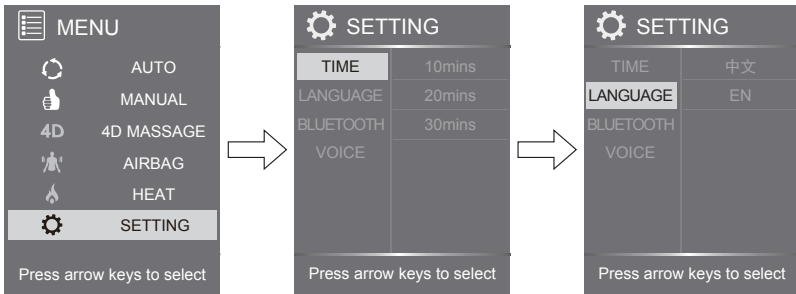 MENU
AUTO
MANUAL
4D 4D MASSAGE
AIRBAG
HEAT
SETTING
Press arrow keys to select
SETTING
TIME 10mins
LANGUAGE 20mins
BLUETOOTH 30mins
VOICE
Press arrow keys to select
SETTING
TIME 中文
LANGUAGE EN
BLUETOOTH
VOICE
Press arrow keys to select